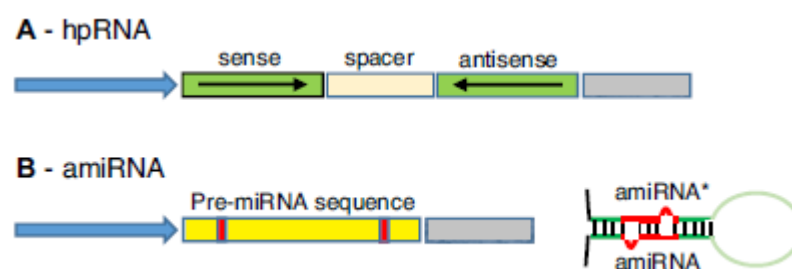 A - hpRNA
sense spacer antisense
B - amiRNA
Pre-miRNA sequence
amiRNA*
amiRNA